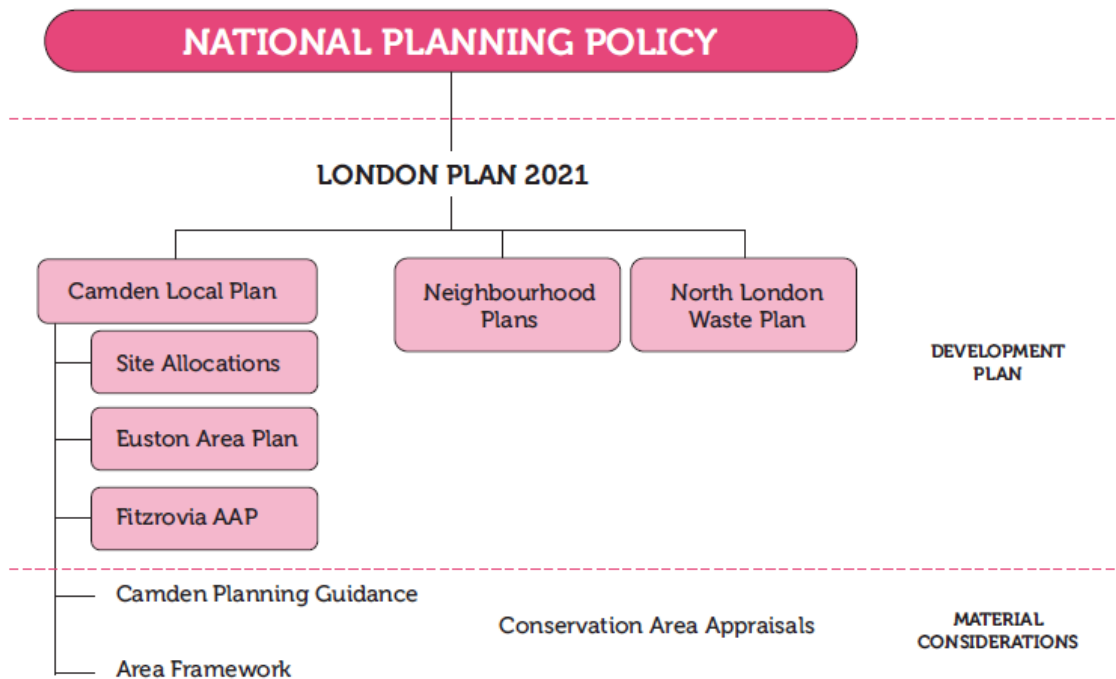 NATIONAL PLANNING POLICY
LONDON PLAN 2021
Camden Local Plan
Neighbourhood
Plans
North London
Waste Plan
Site Allocations
Euston Area Plan
Fitzrovia AAP
DEVELOPMENT
PLAN
Camden Planning Guidance
Area Framework
Conservation Area Appraisals
MATERIAL
CONSIDERATIONS